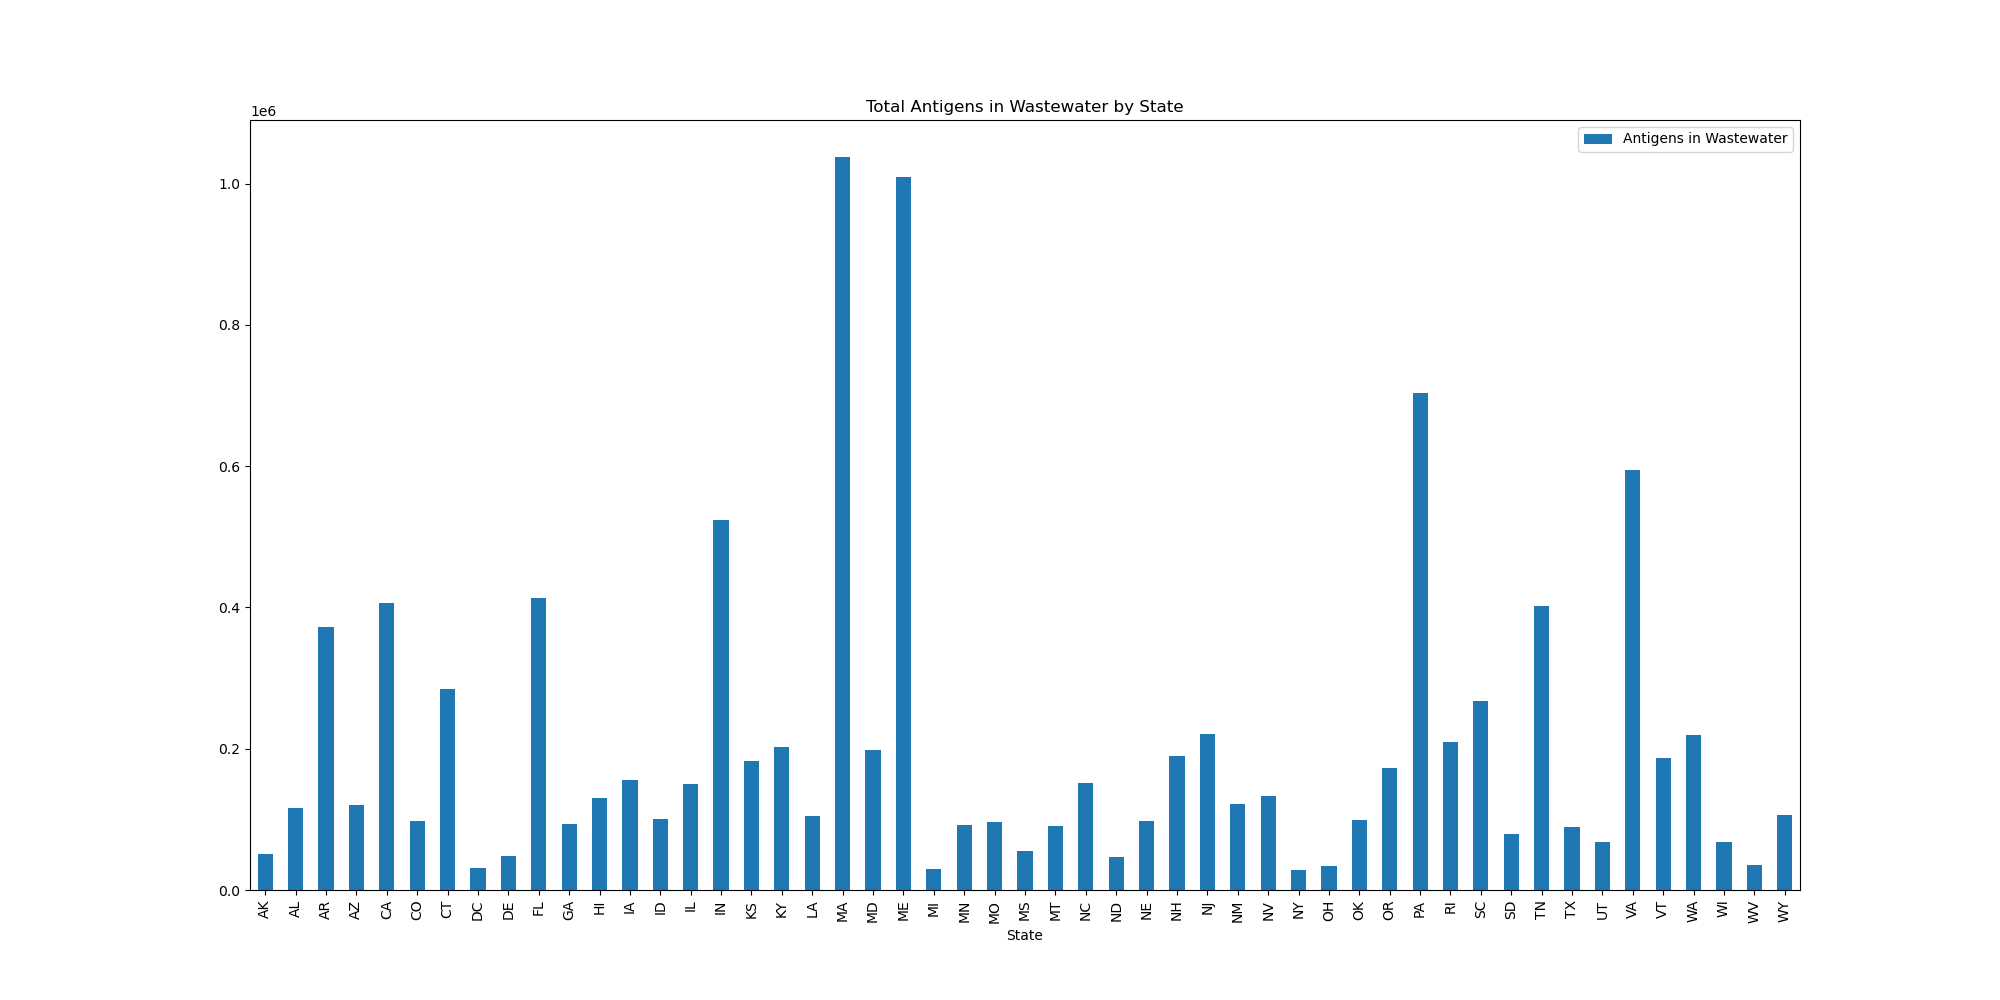 Total Antigens in Wastewater by State
1e6
Antigens in Wastewater
1.0
0.8
0.6
0.4
0.2
0.0
AK AL AR AZ CA CO CT DC DE FL GA HI IA ID IL IN KS KY LA MA MD ME MI MN MO MS MT NC ND NE NH NJ NM NV NY OH OK OR PA RI SC SD TN TX UT VA VT WA WI WV WY
State